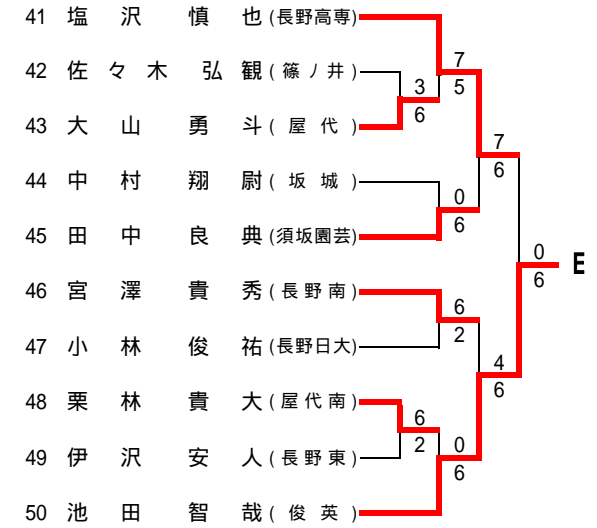 41 塩沢慎也(長野高専)
7
42 佐々木弘観(篠ノ井)
3 5
43 大山勇斗(屋代)
6
7
44 中村翔尉(坂城)
6
0
45 田中良典(須坂園芸)
6
0 E
6
46 宮澤貴秀(長野南)
6
47 小林俊祐(長野日大)
2
4
48 栗林貴大(屋代南)
6
6
49 伊沢安人(長野東)
2 0
6
50 池田智哉(俊英)